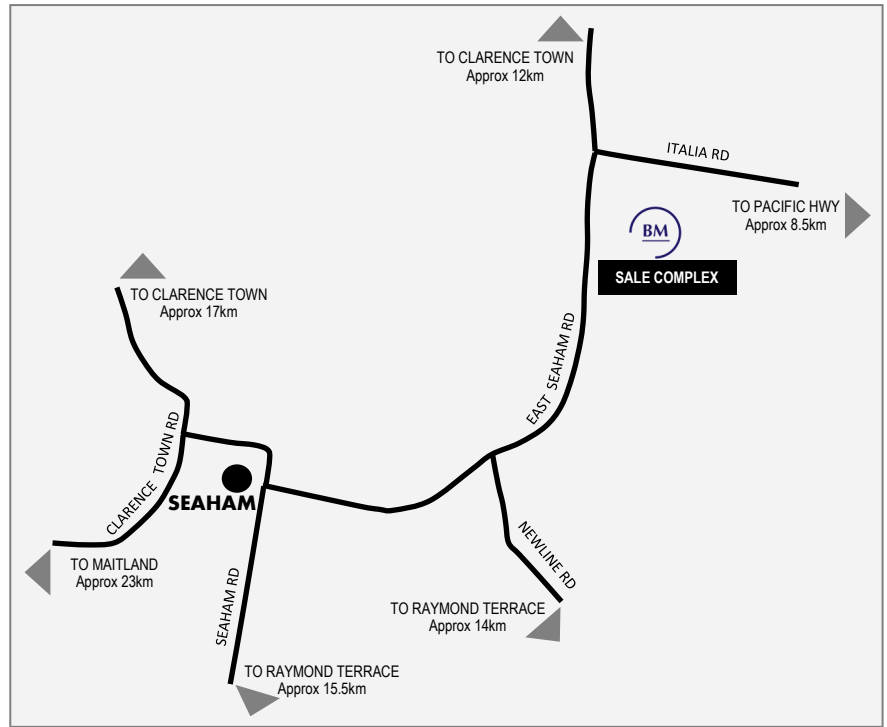 TO CLARENCE TOWN
Approx 12km
ITALIA RD
TO PACIFIC HWY
Approx 8.5km
BM
SALE COMPLEX
TO CLARENCE TOWN
Approx 17km
EAST SEAHAM RD
CLARENCE TOWN RD
SEAHAM
NEWLINE RD
TO MAITLAND
Approx 23km
SEAHAM RD
TO RAYMOND TERRACE
Approx 14km
TO RAYMOND TERRACE
Approx 15.5km